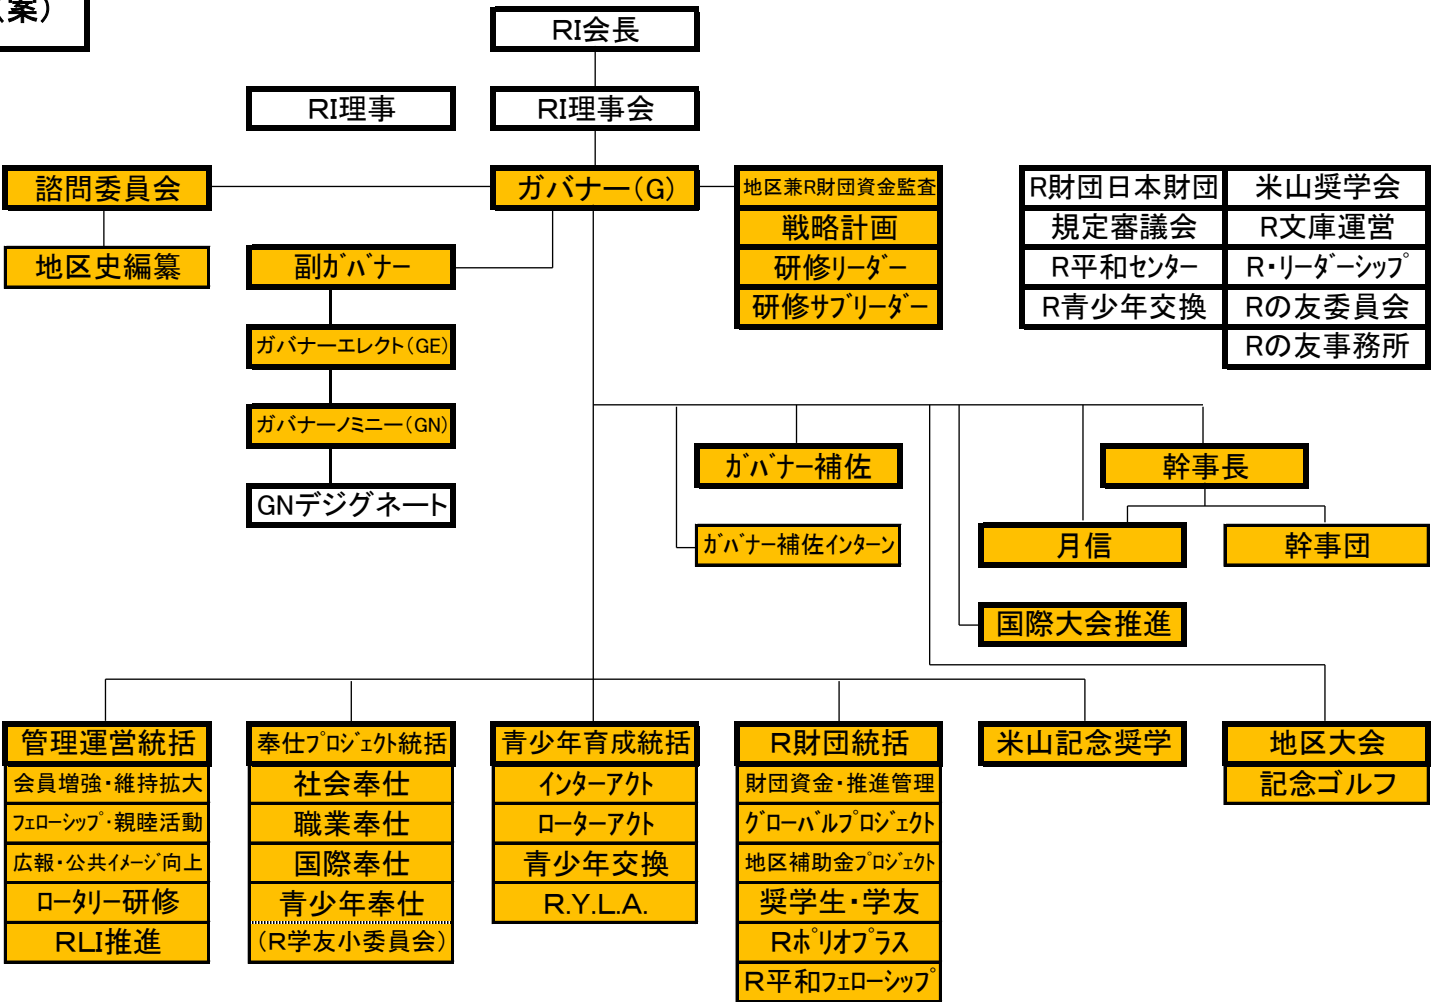 （案）
RI会長
RI理事
RI理事会
諮問委員会
ガバナー（G）
地区兼R財団資金監査
R財団日本財団
米山奨学会
戦略計画
規定審議会
R文庫運営
地区史編纂
副ガバナー
研修リーダー
R平和センター
R・リーダーシップ
研修サブリーダー
R青少年交換
Rの友委員会
ガバナーエレクト（GE）
Rの友事務所
ガバナーノミニー（GN）
ガバナー補佐
幹事長
GNデジグネート
ガバナー補佐インターン
月信
幹事団
国際大会推進
管理運営統括
奉仕プロジェクト統括
青少年育成統括
R財団統括
米山記念奨学
地区大会
会員増強・維持拡大
社会奉仕
インターアクト
財団資金・推進管理
記念ゴルフ
フェローシップ・親睦活動
職業奉仕
ローターアクト
グローバルプロジェクト
広報・公共イメージ向上
国際奉仕
青少年交換
地区補助金プロジェクト
ロータリー研修
青少年奉仕
R.Y.L.A.
奨学生・学友
RLI推進
（R学友小委員会）
Rポリオプラス
R平和フェローシップ